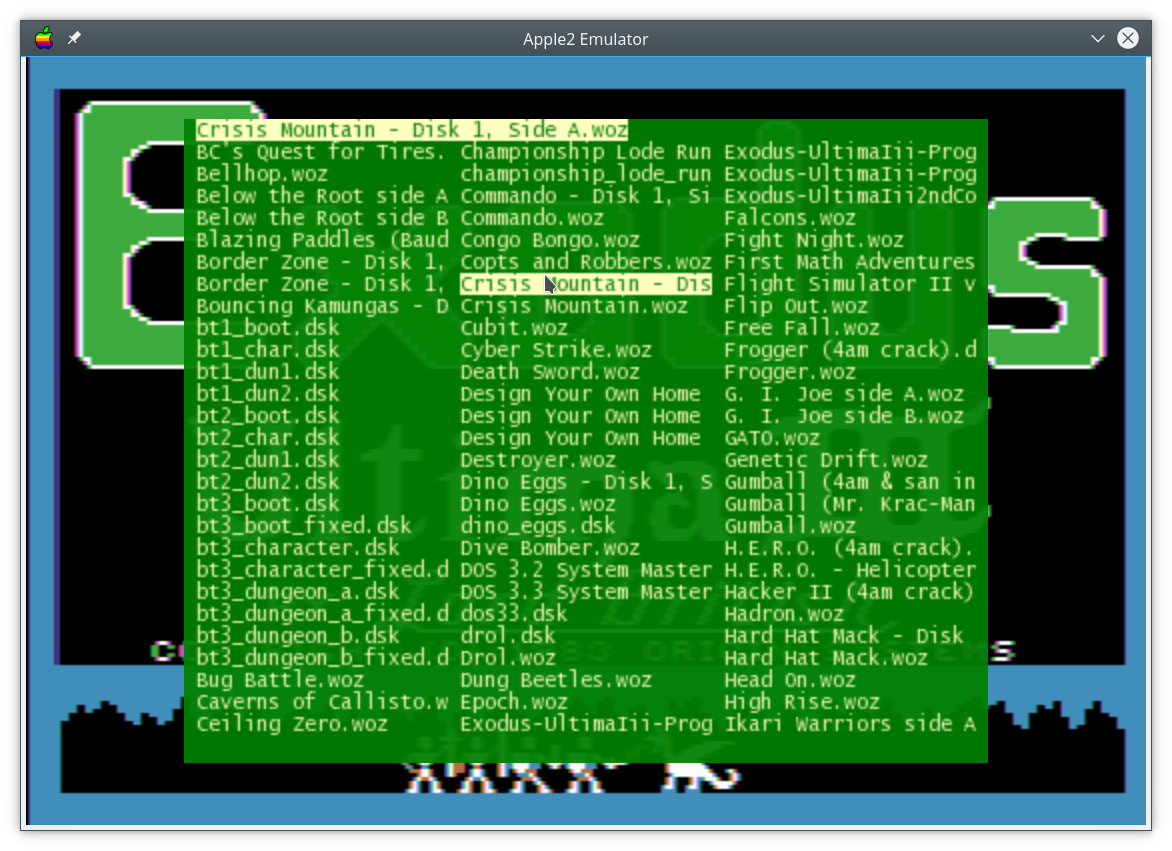 Apple2 Emulator
Crisis Mountain - Disk 1, Side A.woz
BC's Quest for Tires. Championship Lode Run Exodus-UltimaIii-Prog
Bellhop.woz championship_lode_run Exodus-UltimaIii-Prog
Below the Root side A Commando - Disk 1, Si Exodus-UltimaIii2ndCo
Below the Root side B Commando.woz Falcons.woz
Blazing Paddles (Baud Congo Bongo.woz Fight Night.woz
Border Zone - Disk 1, Copts and Robbers.woz First Math Adventures
Border Zone - Disk 1, Crisis Mountain - Dis Flight Simulator II v
Bouncing Kamungas - D Crisis Mountain.woz Flip Out.woz
bt1_boot.dsk Cubit.woz Free Fall.woz
bt1_char.dsk Cyber Strike.woz Frogger (4am crack).d
bt1_dun1.dsk Death Sword.woz Frogger.woz
bt1_dun2.dsk Design Your Own Home G. I. Joe side A.woz
bt2_boot.dsk Design Your Own Home G. I. Joe side B.woz
bt2_char.dsk Design Your Own Home GATO.woz
bt2_dun1.dsk Destroyer.woz Genetic Drift.woz
bt2_dun2.dsk Dino Eggs - Disk 1, S Gumball (4am & san in
bt3_boot.dsk Dino Eggs.woz Gumball (Mr. Krac-Man
bt3_boot_fixed.dsk dino_eggs.dsk Gumball.woz
bt3_character.dsk Dive Bomber.woz H.E.R.O. (4am crack).
bt3_character_fixed.d DOS 3.2 System Master H.E.R.O. - Helicopter
bt3_dungeon_a.dsk DOS 3.3 System Master Hacker II (4am crack)
bt3_dungeon_a_fixed.d dos33.dsk Hadron.woz
bt3_dungeon_b.dsk drol.dsk Hard Hat Mack - Disk
bt3_dungeon_b_fixed.d Drol.woz Hard Hat Mack.woz
Bug Battle.woz Dung Beetles.woz Head On.woz
Caverns of Callisto.w Epoch.woz High Rise.woz
Ceiling Zero.woz Exodus-UltimaIii-Prog Ikari Warriors side A